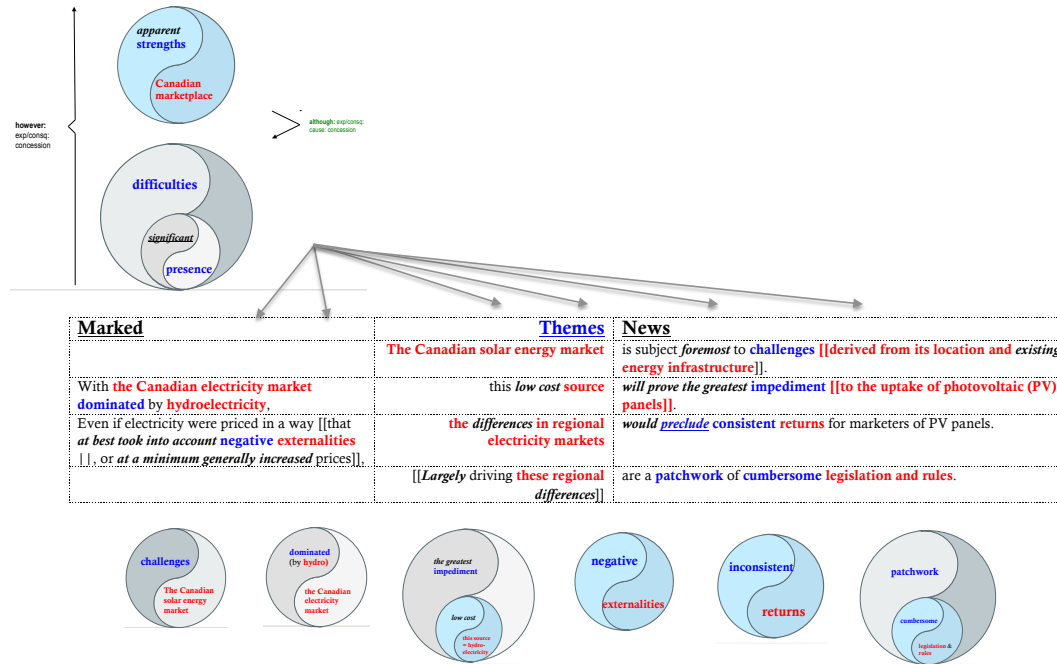 apparent
strengths
Canadian
marketplace
however:
exp/consq:
concession
although: exp/consq:
cause: concession
difficulties
significant
presence
Marked Themes News
The Canadian solar energy market is subject foremost to challenges [[derived from its location and existing
energy infrastructure]].
With the Canadian electricity market this low cost source will prove the greatest impediment [[to the uptake of photovoltaic (PV)
dominated by hydroelectricity, panels]].
Even if electricity were priced in a way [[that the differences in regional would preclude consistent returns for marketers of PV panels.
at best took into account negative externalities electricity markets
||, or at a minimum generally increased prices]],
[[Largely driving these regional are a patchwork of cumbersome legislation and rules.
differences]]
challenges
The Canadian
solar energy
market
dominated
(by hydro)
the Canadian
electricity
market
the greatest
impediment
low cost
this source
= hydro-
electricity
negative
externalities
inconsistent
returns
patchwork
cumbersome
legislation &
rules